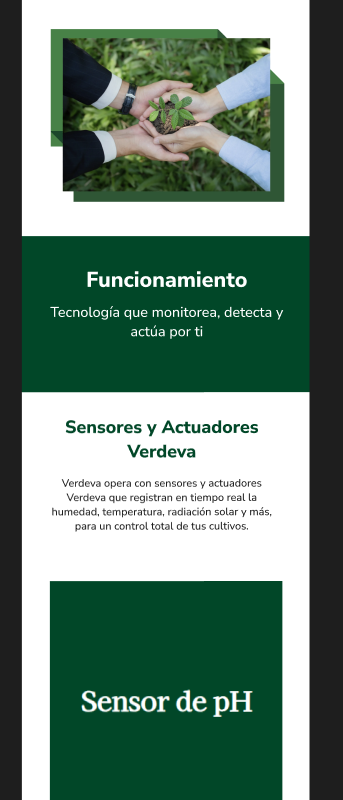 Funcionamiento
Tecnología que monitorea, detecta y
actúa por ti
Sensores y Actuadores
Verdeva
Verdeva opera con sensores y actuadores
Verdeva que registran en tiempo real la
humedad, temperatura, radiación solar y más,
para un control total de tus cultivos.
Sensor de pH